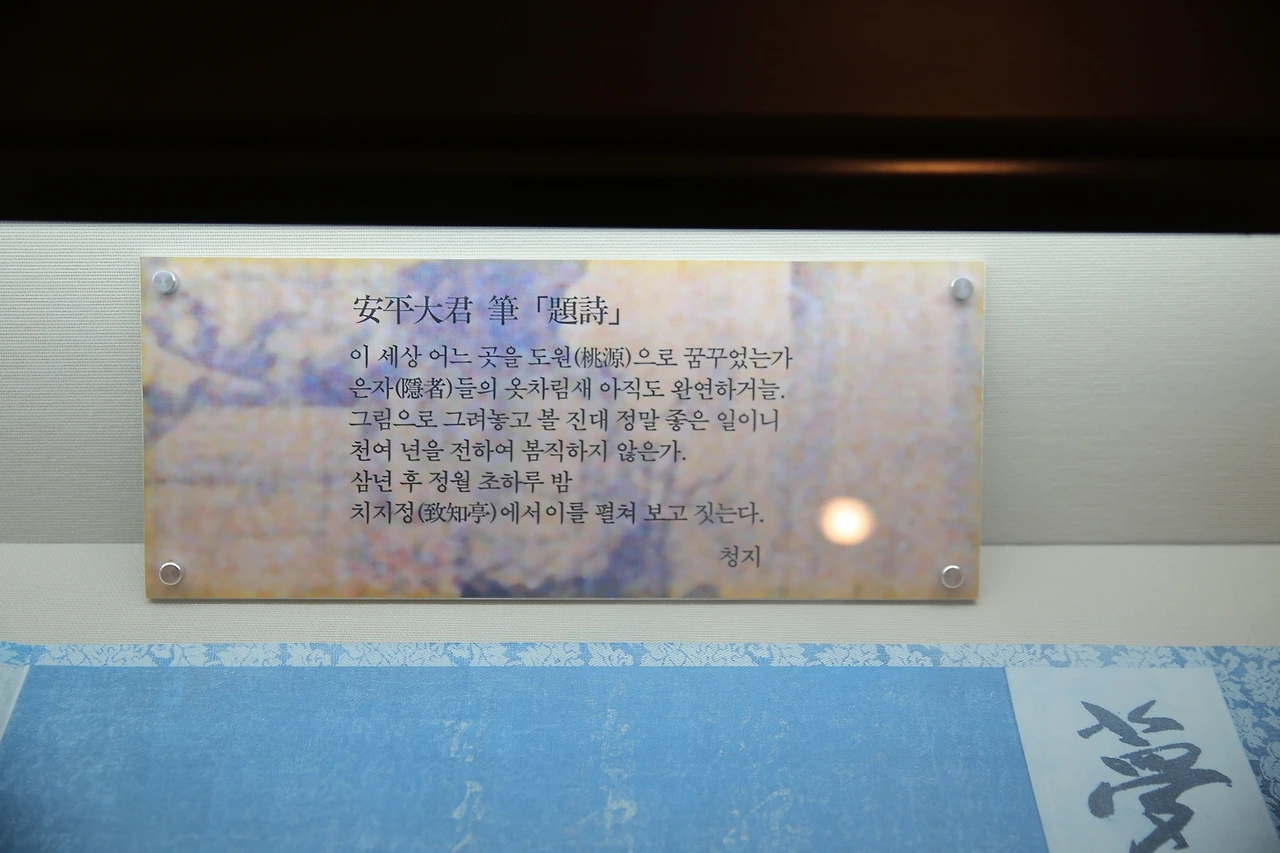 安平大君 筆「題詩」
이 세상 어느 곳을 도원(桃源)으로 꿈꾸었는가
은자(隱者)들의 옷차림새 아직도 완연하거늘.
그림으로 그려놓고 볼 진대 정말 좋은 일이니
천여 년을 전하여 봄직하지 않은가.
삼년 후 정월 초하루 밤
치지정(致知亭)에서 이를 펼쳐 보고 짓는다.
청지
夢